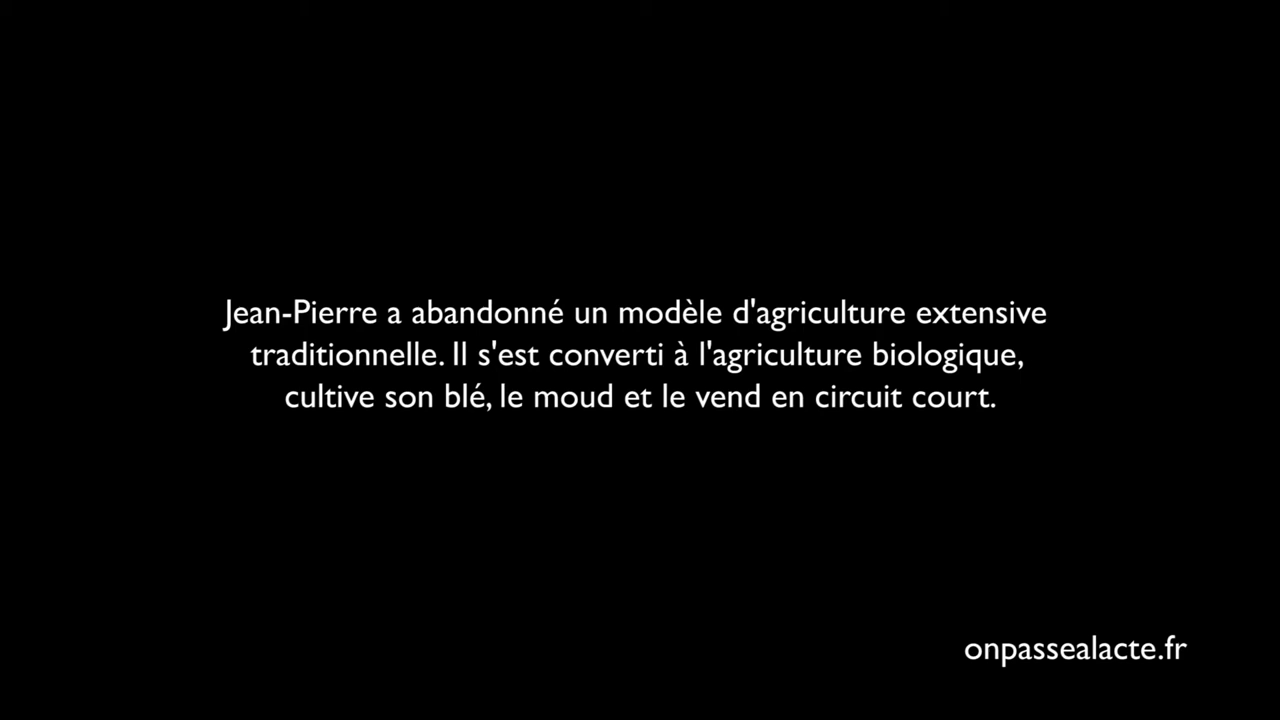 Jean-Pierre a abandonné un modèle d'agriculture extensive
traditionnelle. Il s'est converti à l'agriculture biologique,
cultive son blé, le moud et le vend en circuit court.
onpassealacte.fr